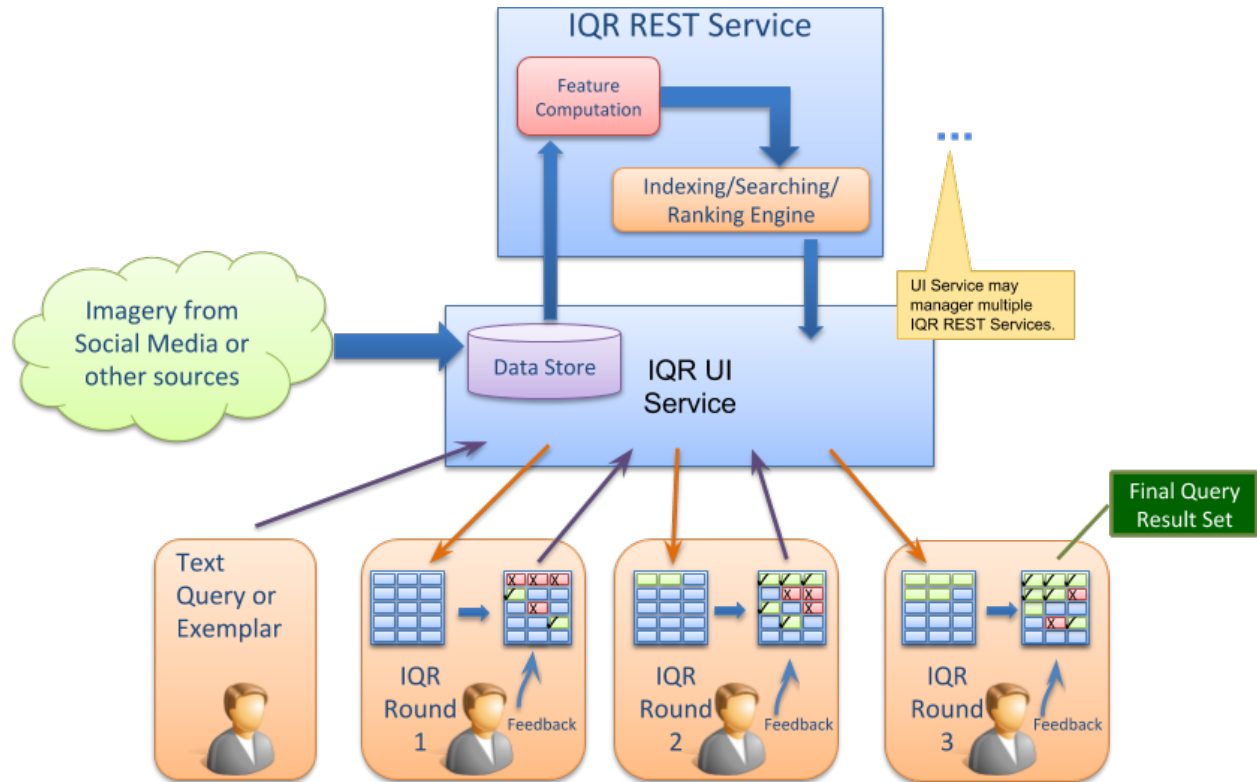 IQR REST Service
Feature
Computation
Indexing/Searching/
Ranking Engine
UI Service may
manager multiple
IQR REST Services.
Imagery from
Social Media or
other sources
Data Store
IQR UI
Service
Final Query
Result Set
Text
Query or
Exemplar
IQR
Round
1
Feedback
X X X
✓
X
✓
IQR
Round
2
Feedback
✓ ✓ ✓
X X
✓ X
✓
IQR
Round
3
Feedback
✓ ✓ ✓
✓ ✓ X
X ✓